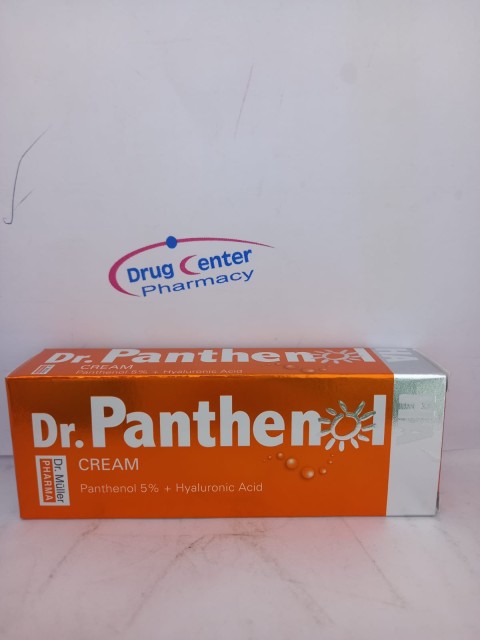 Drug Center
Pharmacy
Dr. Panthenol
CREAM
Panthenol 5% + Hyaluronic Acid
Dr. Panthenol
CREAM
Panthenol 5% + Hyaluronic Acid
Dr. Müller
PHARMA